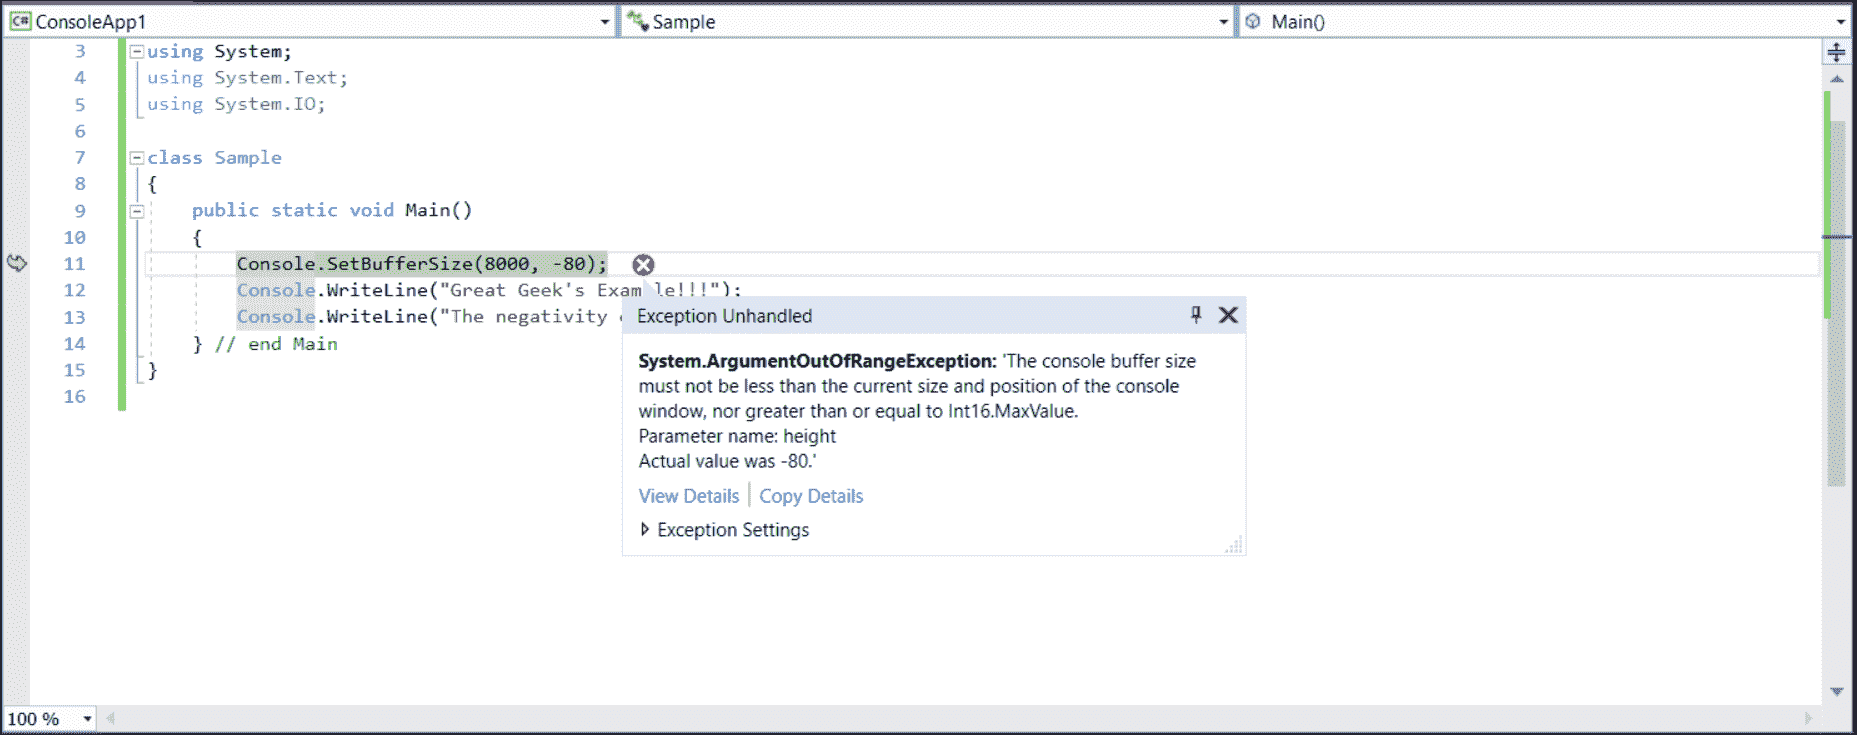 C# ConsoleApp1 Sample Main()
3 using System;
4 using System.Text;
5 using System.IO;
6
7 class Sample
8 {
9 public static void Main()
10 {
11 Console.SetBufferSize(8000, -80);
12 Console.WriteLine("Great Geek's Exam le!!!");
13 Console.WriteLine("The negativity
14 } // end Main
15 }
16
Exception Unhandled
System.ArgumentOutOfRangeException: 'The console buffer size
must not be less than the current size and position of the console
window, nor greater than or equal to Int16.MaxValue.
Parameter name: height
Actual value was -80.'
View Details | Copy Details
Exception Settings
100 %